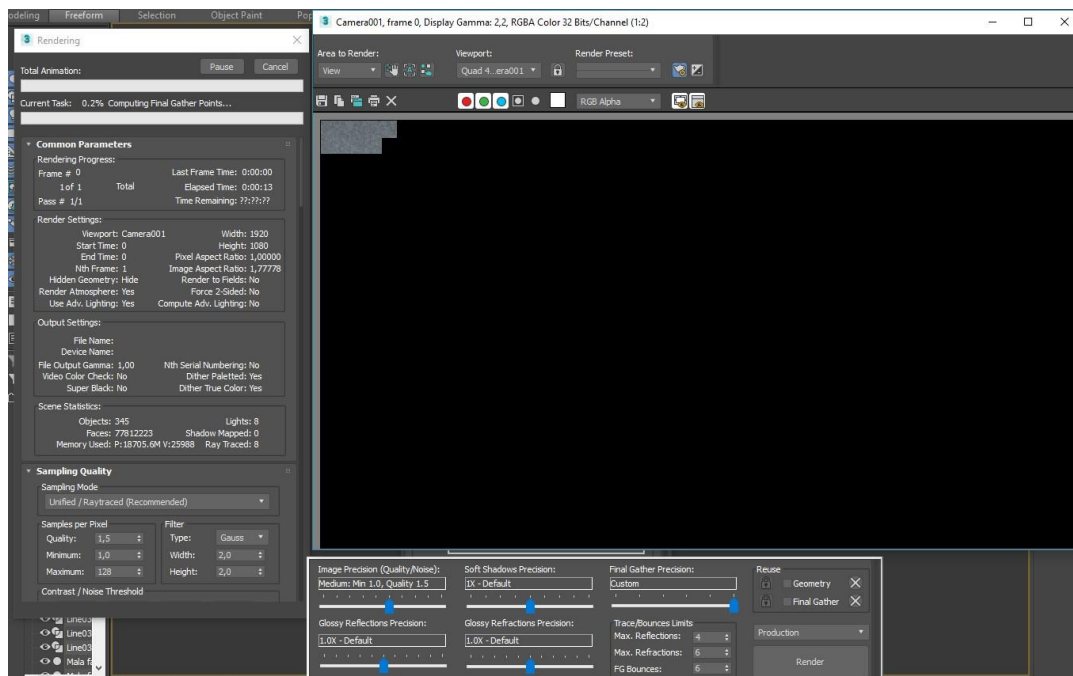 odeling Freeform Selection Object Paint Pop
Rendering
Total Animation:
Pause Cancel
Current Task: 0.2% Computing Final Gather Points...
Common Parameters
Rendering Progress:
Frame # 0 Last Frame Time: 0:00:00
1 of 1 Total Elapsed Time: 0:00:13
Pass # 1/1 Time Remaining: ??:??:??
Render Settings:
Viewport: Camera001 Width: 1920
Start Time: 0 Height: 1080
End Time: 0 Pixel Aspect Ratio: 1,00000
Nth Frame: 1 Image Aspect Ratio: 1,77778
Hidden Geometry: Hide Render to Fields: No
Render Atmosphere: Yes Force 2-Sided: No
Use Adv. Lighting: Yes Compute Adv. Lighting: No
Output Settings:
File Name:
Device Name:
File Output Gamma: 1,00 Nth Serial Numbering: No
Video Color Check: No Dither Paletted: Yes
Super Black: No Dither True Color: Yes
Scene Statistics:
Objects: 345 Lights: 8
Faces: 77812223 Shadow Mapped: 0
Memory Used: P:18705.6M V:25988 Ray Traced: 8
Sampling Quality
Sampling Mode
Unified / Raytraced (Recommended)
Samples per Pixel Filter
Quality: 1,5 Type: Gauss
Minimum: 1,0 Width: 2,0
Maximum: 128 Height: 2,0
Contrast / Noise Threshold
Line03
Line03
Line03
Mala fa
Camera001, frame 0, Display Gamma: 2,2, RGBA Color 32 Bits/Channel (1:2)
Area to Render: Viewport: Render Preset:
View Quad 4...era001
RGB Alpha
Image Precision (Quality/Noise): Soft Shadows Precision: Final Gather Precision: Reuse
Medium: Min 1.0, Quality 1.5 1X - Default Custom Geometry
Final Gather
Glossy Reflections Precision: Glossy Refractions Precision: Trace/Bounces Limits
1.0X - Default 1.0X - Default Max. Reflections: 4 Production
Max. Refractions: 6
FG Bounces: 6 Render